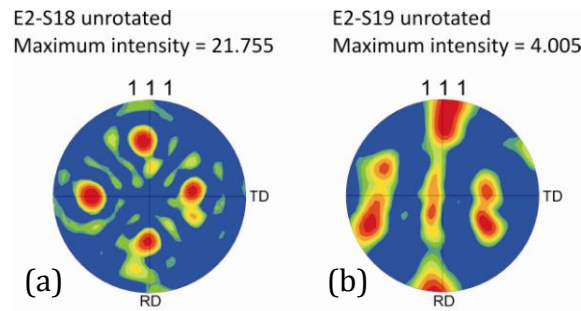 E2-S18 unrotated
Maximum intensity = 21.755
1 1 1
TD
RD
(a)
E2-S19 unrotated
Maximum intensity = 4.005
1 1 1
TD
RD
(b)